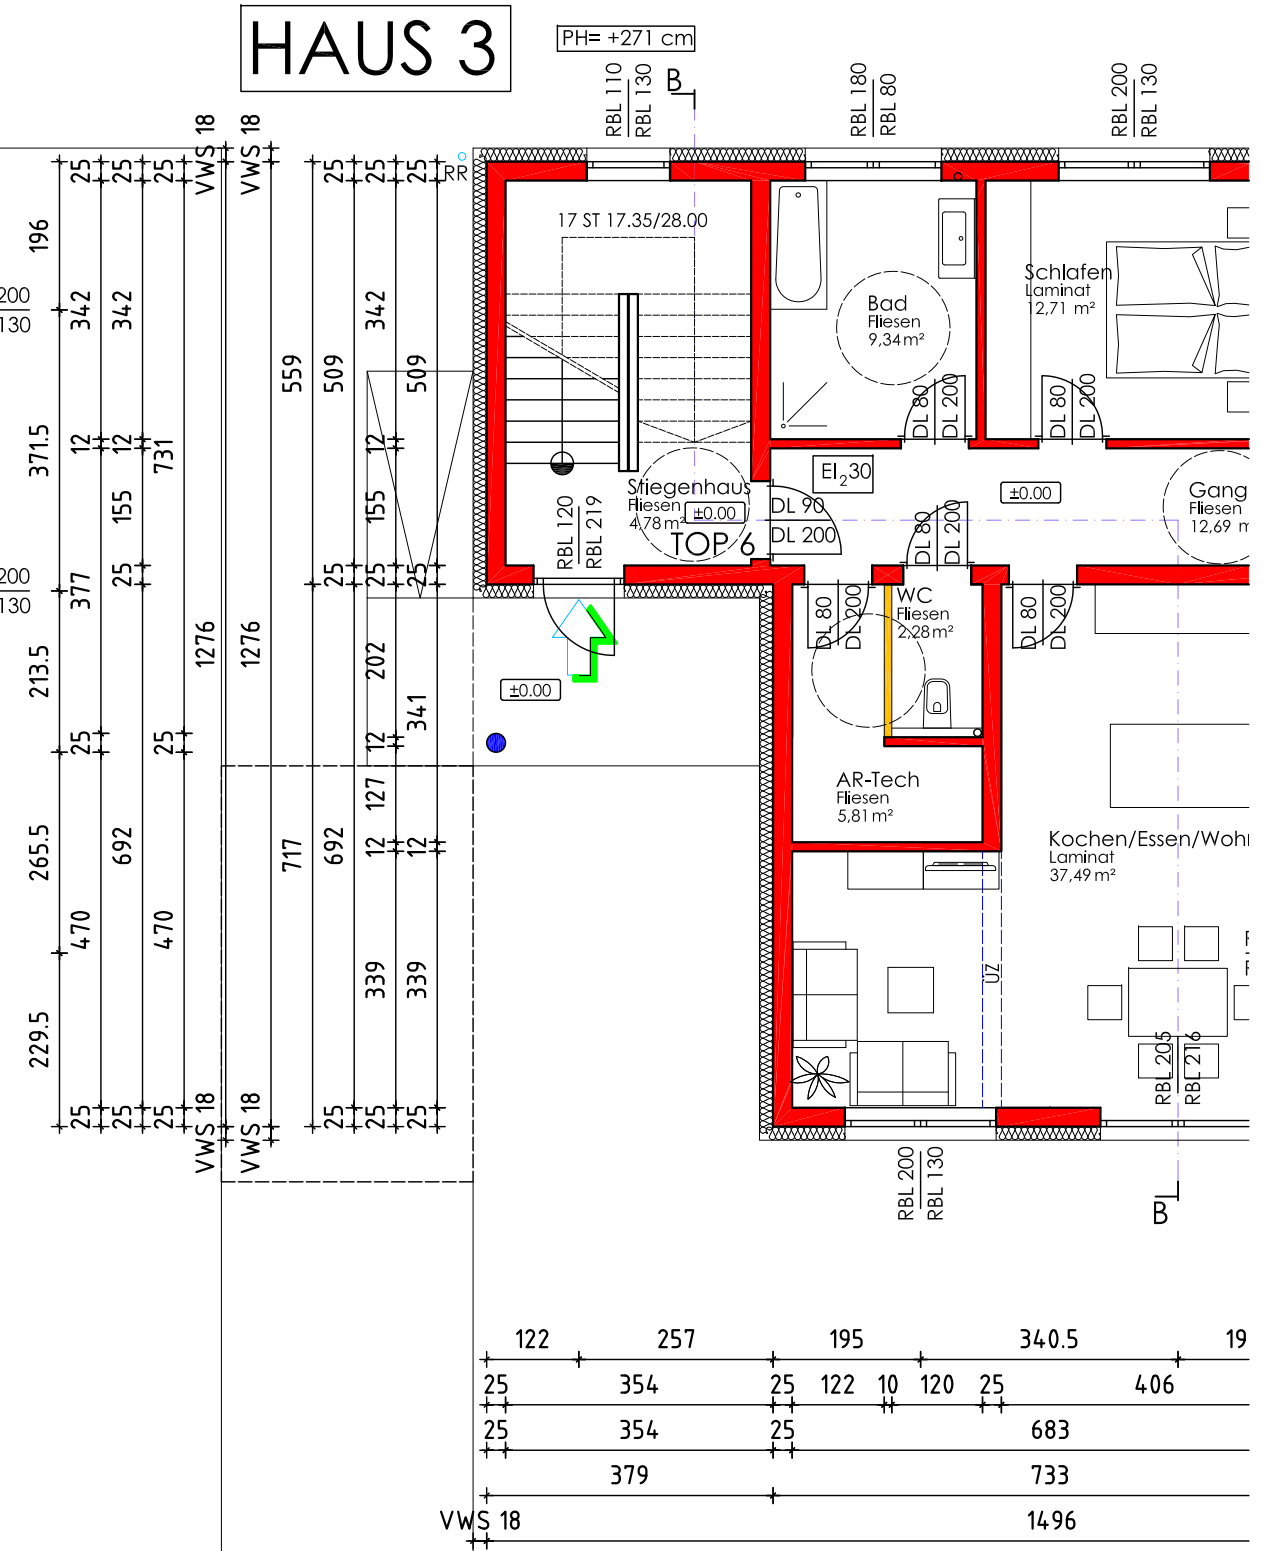 HAUS 3
PH= +271 cm
B
RBL 110
RBL 130
RBL 180
RBL 80
RBL 200
RBL 130
VWS 18
VWS 18
25
25
25
25
25
25
RR
17 ST 17.35/28.00
196
342
342
342
200
130
Bad
Fliesen
9,34 m²
Schlafen
Laminat
12,71 m²
559
509
509
DL 80
DL 200
DL 80
DL 200
371.5
12
12
731
12
155
155
EI₂30
±0.00
Stiegenhaus
Fliesen
4,78 m²
±0.00
TOP 6
RBL 120
RBL 219
DL 90
DL 200
DL 80
DL 200
Gang
Fliesen
12,69 m
200
130
377
25
25
25
25
DL 80
DL 200
WC
Fliesen
2,28 m²
DL 80
DL 200
213.5
1276
1276
202
341
±0.00
25
25
12
127
AR-Tech
Fliesen
5,81 m²
265.5
692
717
692
12
12
Kochen/Essen/Wohn
Laminat
37,49 m²
470
470
339
339
ÜZ
229.5
RBL 205
RBL 216
25
25
25
25
25
25
VWS 18
VWS 18
RBL 200
RBL 130
B
122
257
195
340.5
19
25
354
25
122
10
120
25
406
25
354
25
683
379
733
VWS 18
1496